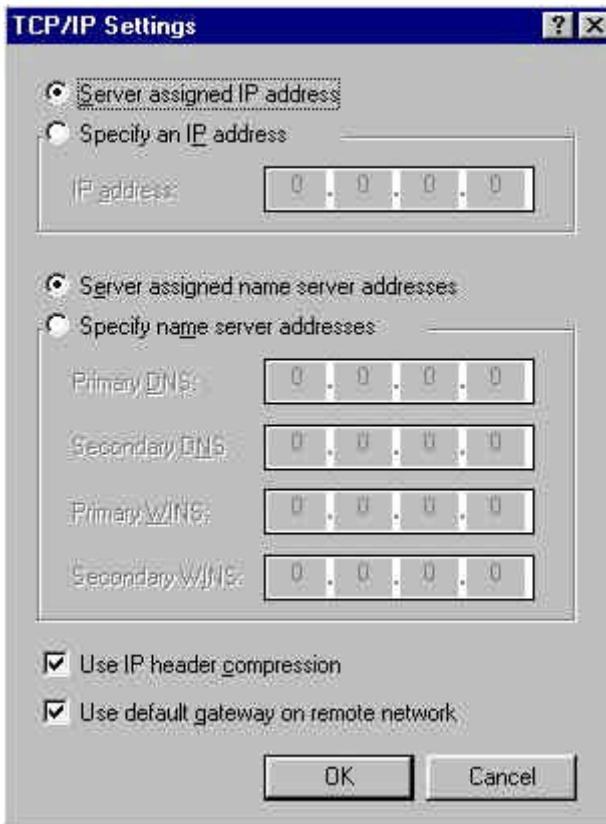 TCP/IP Settings
Server assigned IP address
Specify an IP address
IP address: 0 . 0 . 0 . 0
Server assigned name server addresses
Specify name server addresses
Primary DNS: 0 . 0 . 0 . 0
Secondary DNS 0 . 0 . 0 . 0
Primary WINS: 0 . 0 . 0 . 0
Secondary WINS: 0 . 0 . 0 . 0
Use IP header compression
Use default gateway on remote network
OK Cancel